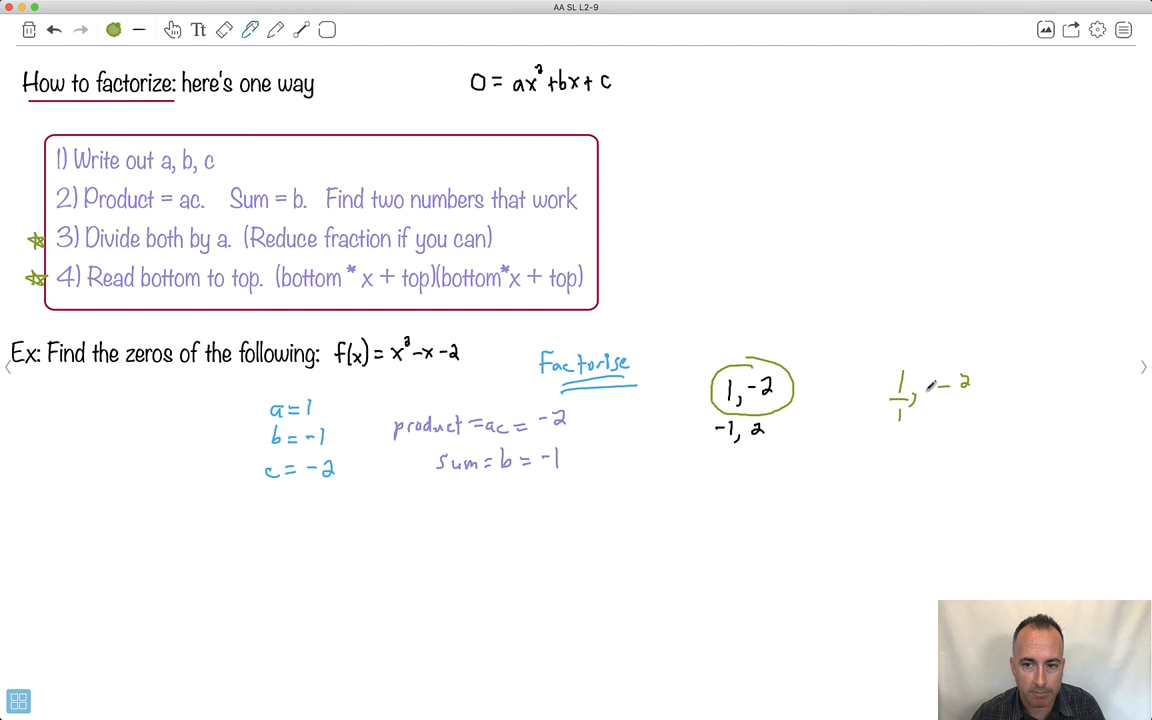 AA SL L2-9
Tt
How to factorize: here's one way
0 = ax² + bx + c
1) Write out a, b, c
2) Product = ac. Sum = b. Find two numbers that work
3) Divide both by a. (Reduce fraction if you can)
4) Read bottom to top. (bottom * x + top)(bottom*x + top)
Ex: Find the zeros of the following: f(x) = x² - x - 2
Factorise
a = 1
b = -1
c = -2
product = ac = -2
sum = b = -1
1, -2
-1, 2
1/1, -2